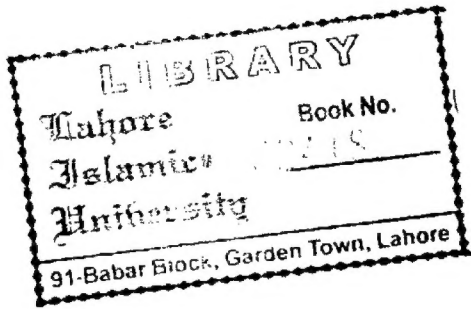 LIBRARY
Lahore
Book No.
Islamic
University
91-Babar Block, Garden Town, Lahore